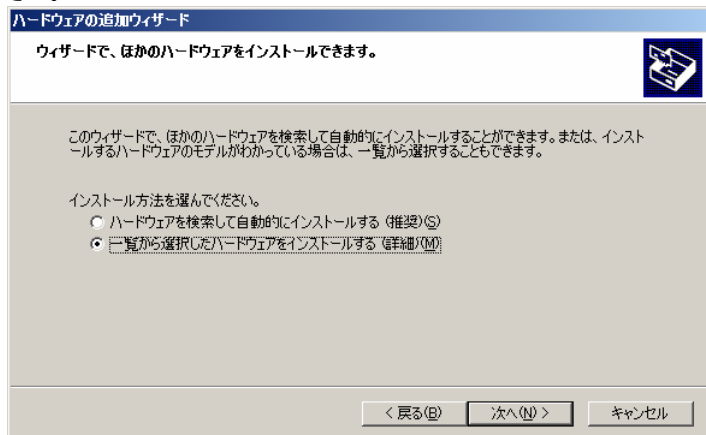 ハードウェアの追加ウィザード
ウィザードで、ほかのハードウェアをインストールできます。
このウィザードで、ほかのハードウェアを検索して自動的にインストールすることができます。または、インスト
ールするハードウェアのモデルがわかっている場合は、一覧から選択することもできます。
インストール方法を選んでください。
ハードウェアを検索して自動的にインストールする (推奨)(S)
一覧から選択したハードウェアをインストールする (詳細)(M)
< 戻る(B)
次へ(N) >
キャンセル